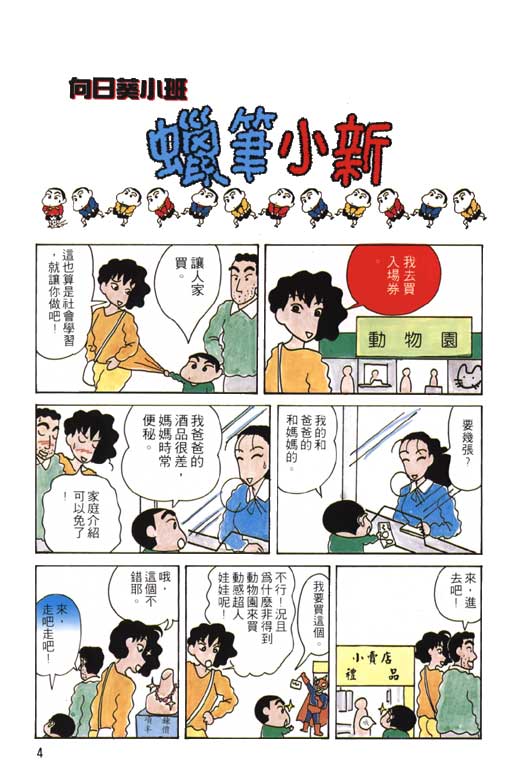 向日葵小班
蠟筆小新
我去買
入場券
。
動物園
讓人家
買。
這也算是社會學習
，就讓你做吧！
要幾張？
我的和
爸爸的
和媽媽的。
我爸爸的
酒品很差，
媽媽時常
便秘。
家庭介紹
可以免了
！
來，進
去吧！
小賣店
禮品
我要買這個。
不行！況且
為什麼非得到
動物園來買
動感超人
娃娃呢！
哦，
這個不
錯耶。
來，
走吧走吧！
4